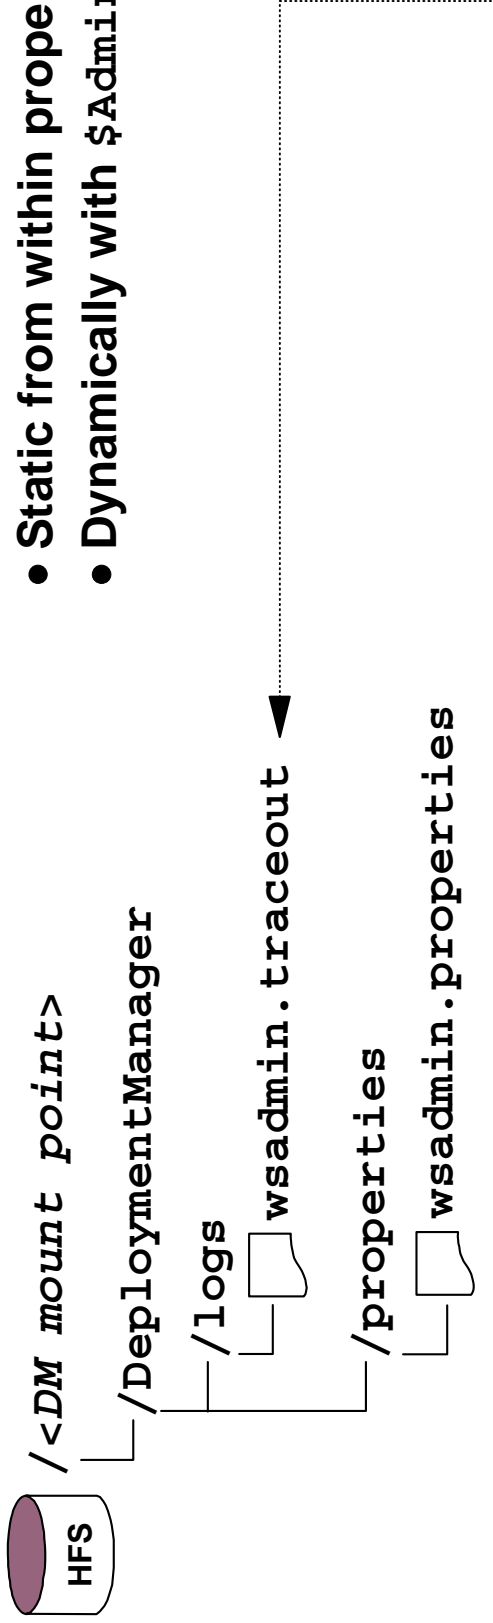 ● Static from within prope
● Dynamically with $Admin
HFS
/<DM mount point>
/DeploymentManager
/logs
wsadmin.traceout
/properties
wsadmin.properties